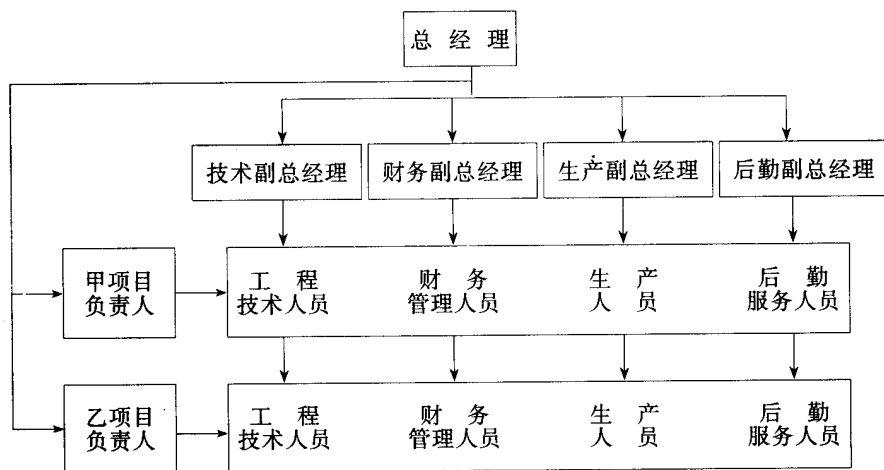 总经理
技术副总经理 财务副总经理 生产副总经理 后勤副总经理
甲项目 工程 财务 生产 后勤
负责人 技术人员 管理人员 人员 服务人员
乙项目 工程 财务 生产 后勤
负责人 技术人员 管理人员 人员 服务人员